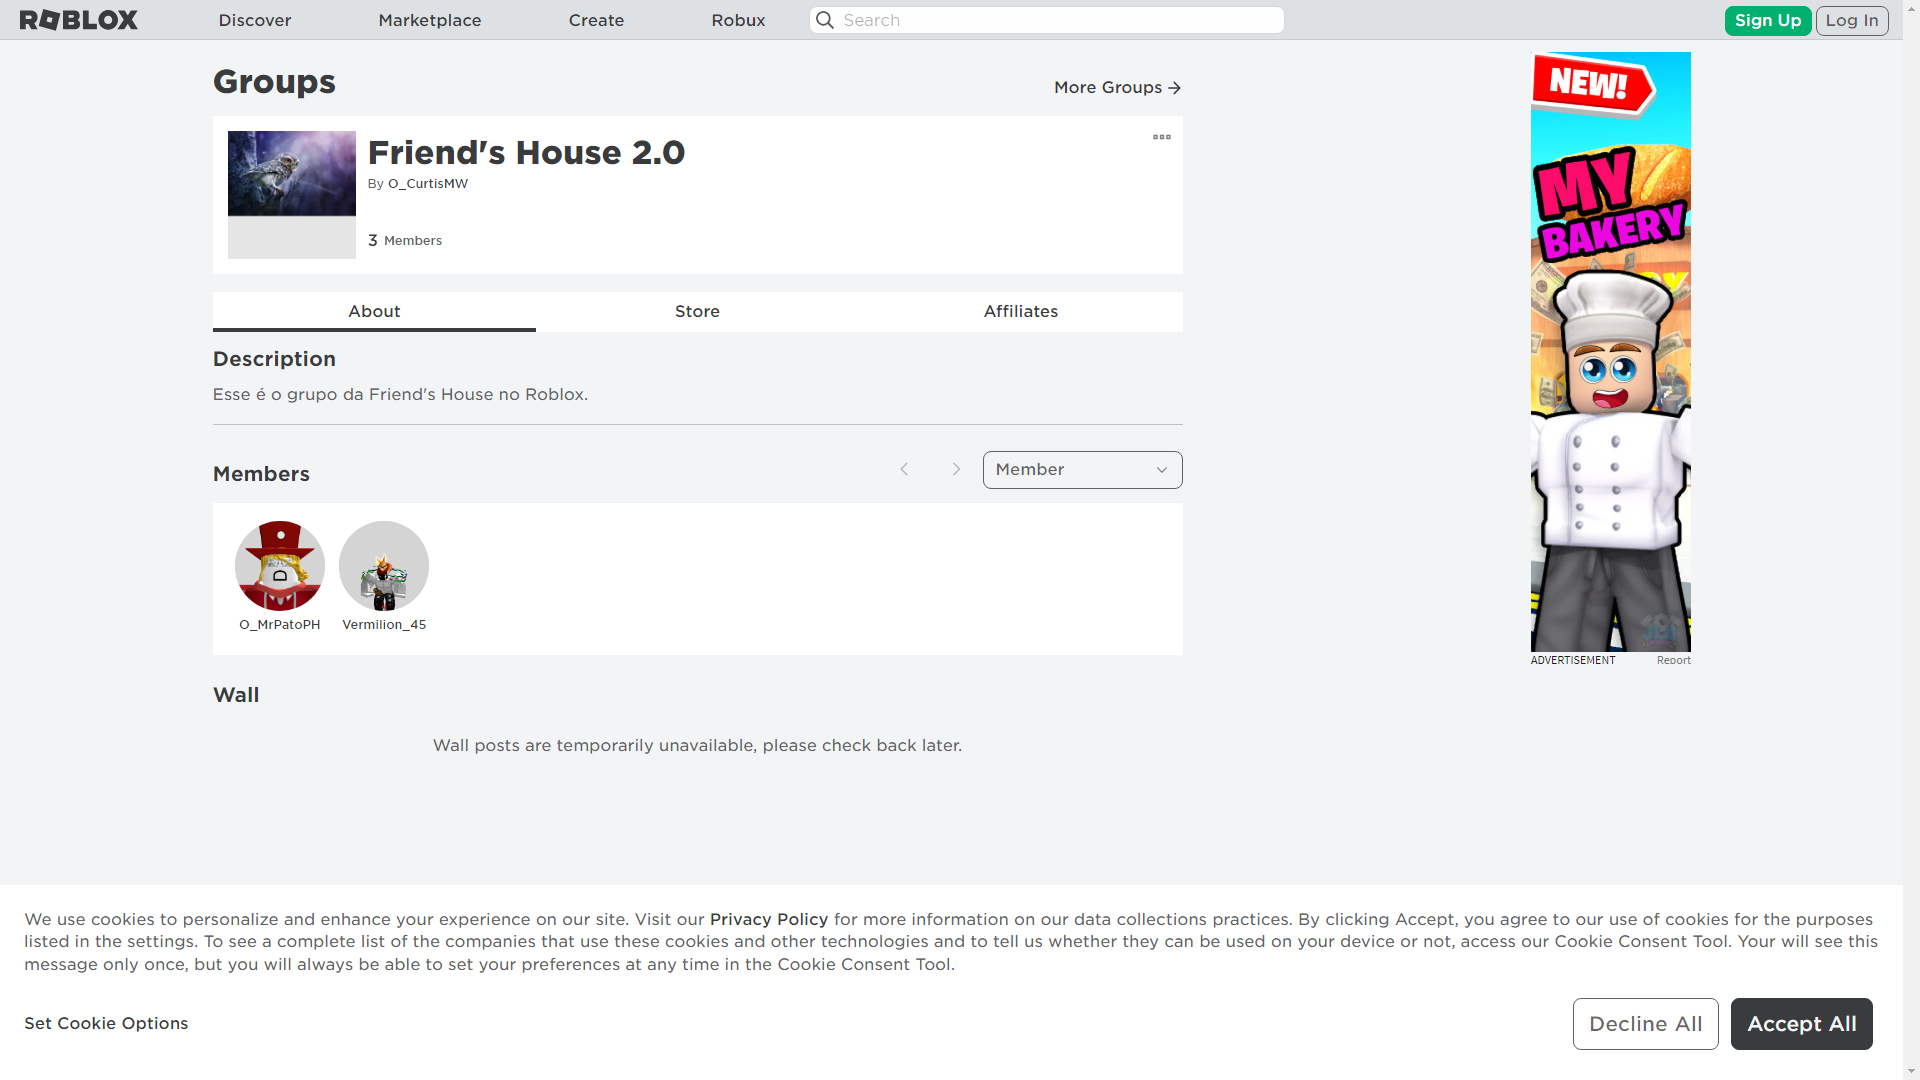 ROBLOX
Discover
Marketplace
Create
Robux
Search
Sign Up
Log In
Groups
More Groups
Friend's House 2.0
By O_CurtisMW
3 Members
About
Store
Affiliates
Description
Esse é o grupo da Friend's House no Roblox.
Members
Member
O_MrPatoPH
Vermilion_45
Wall
Wall posts are temporarily unavailable, please check back later.
NEW!
MY
BAKERY
ADVERTISEMENT
Report
We use cookies to personalize and enhance your experience on our site. Visit our Privacy Policy for more information on our data collections practices. By clicking Accept, you agree to our use of cookies for the purposes
listed in the settings. To see a complete list of the companies that use these cookies and other technologies and to tell us whether they can be used on your device or not, access our Cookie Consent Tool. Your will see this
message only once, but you will always be able to set your preferences at any time in the Cookie Consent Tool.
Set Cookie Options
Decline All
Accept All